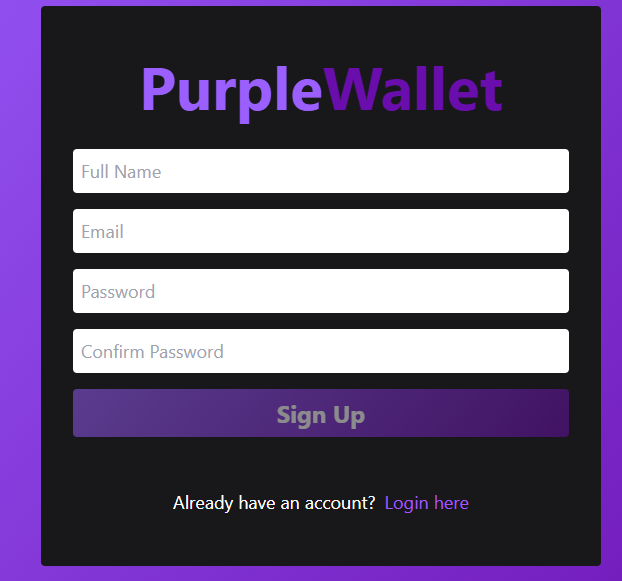 PurpleWallet
Full Name
Email
Password
Confirm Password
Sign Up
Already have an account? Login here